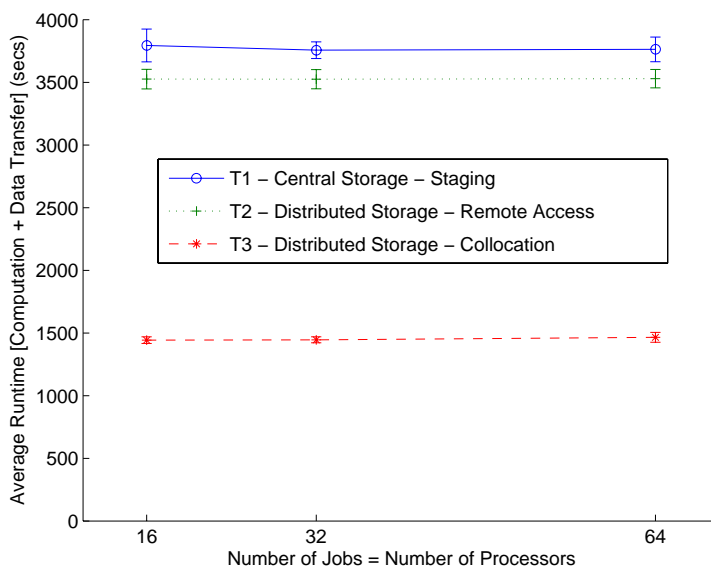 4000
3500
3000
2500
2000
1500
1000
500
0
Average Runtime [Computation + Data Transfer] (secs)
T1 − Central Storage − Staging
T2 − Distributed Storage − Remote Access
T3 − Distributed Storage − Collocation
16
32
64
Number of Jobs = Number of Processors